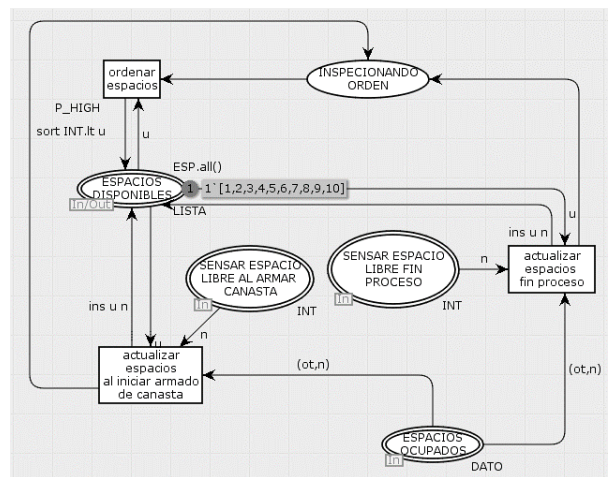 ordenar
espacios
INSPECIONANDO
ORDEN
P_HIGH
sort INT.lt u
u
ESP.all()
ESPACIOS
DISPONIBLES
1
1`[1,2,3,4,5,6,7,8,9,10]
In/Out
LISTA
u
ins u n
SENSAR ESPACIO
LIBRE AL ARMAR
CANASTA
In
INT
n
SENSAR ESPACIO
LIBRE FIN
PROCESO
In
INT
n
actualizar
espacios
fin proceso
ins u n
u
actualizar
espacios
al iniciar armado
de canasta
(ot,n)
(ot,n)
ESPACIOS
OCUPADOS
In
DATO